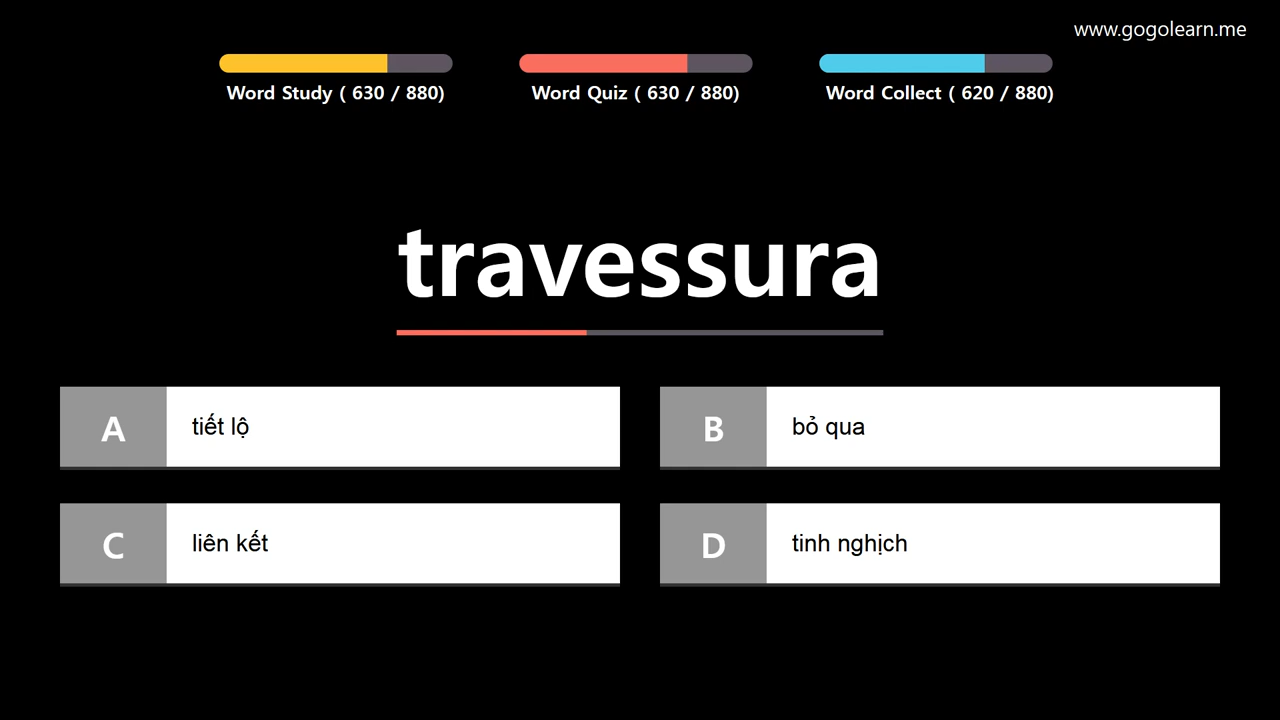 www.gogolearn.me
Word Study ( 630 / 880)
Word Quiz ( 630 / 880)
Word Collect ( 620 / 880)
travessura
A
tiết lộ
B
bỏ qua
C
liên kết
D
tinh nghịch